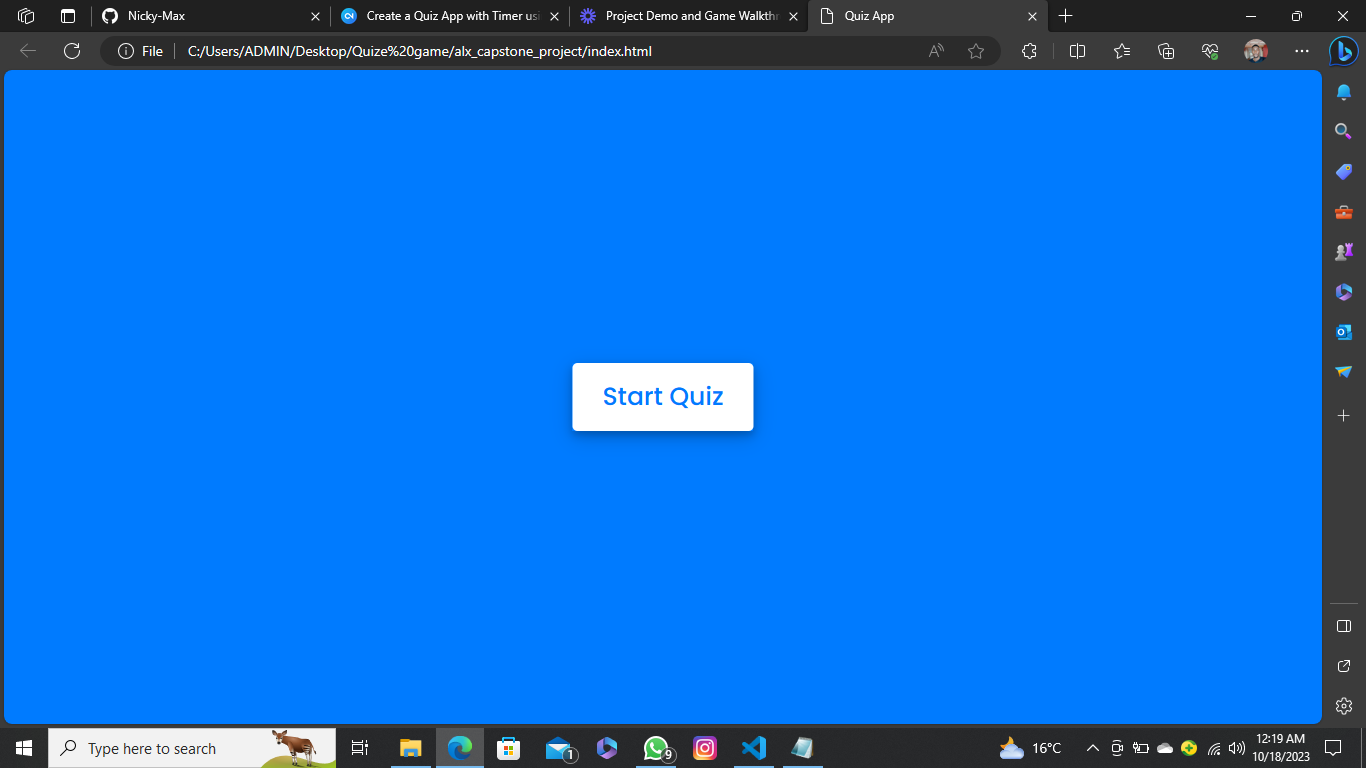 Nicky-Max
Create a Quiz App with Timer usi
Project Demo and Game Walkthr
Quiz App
File
C:/Users/ADMIN/Desktop/Quize%20game/alx_capstone_project/index.html
Start Quiz
Type here to search
1
9
16°C
12:19 AM
10/18/2023